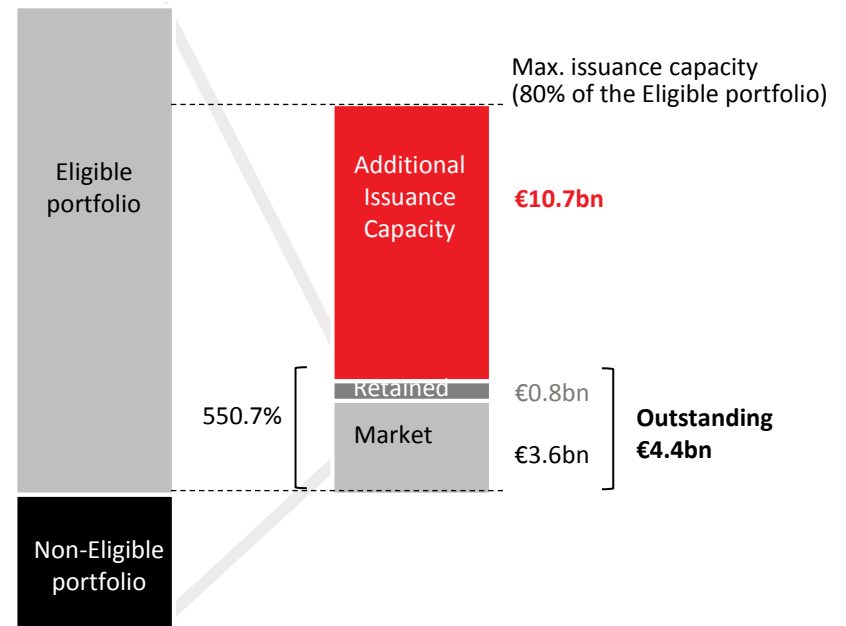 Max. issuance capacity
(80% of the Eligible portfolio)
Eligible
portfolio
Additional
Issuance
Capacity
€10.7bn
Retained
€0.8bn
550.7%
Market
€3.6bn
Outstanding
€4.4bn
Non-Eligible
portfolio